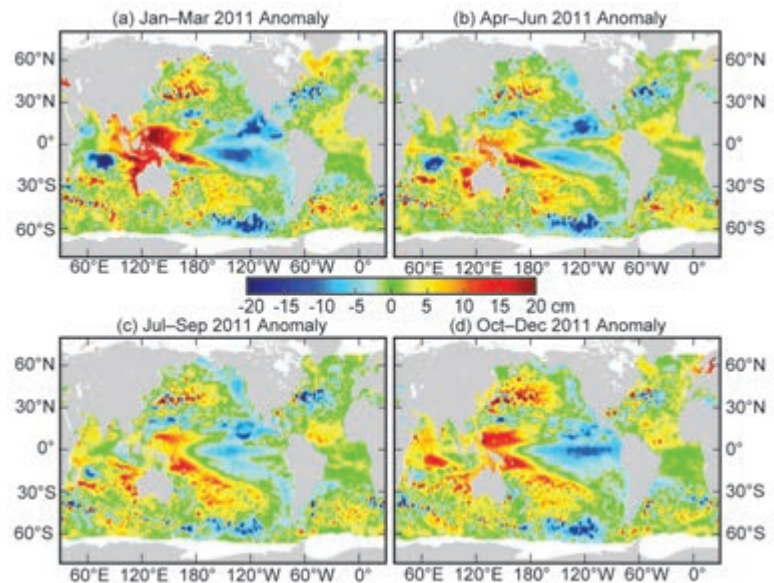 (a) Jan–Mar 2011 Anomaly
(b) Apr–Jun 2011 Anomaly
60°N
60°N
30°N
30°N
0°
0°
30°S
30°S
60°S
60°S
60°E 120°E 180° 120°W 60°W 0°
60°E 120°E 180° 120°W 60°W 0°
-20 -15 -10 -5 0 5 10 15 20 cm
(c) Jul–Sep 2011 Anomaly
(d) Oct–Dec 2011 Anomaly
60°N
60°N
30°N
30°N
0°
0°
30°S
30°S
60°S
60°S
60°E 120°E 180° 120°W 60°W 0°
60°E 120°E 180° 120°W 60°W 0°